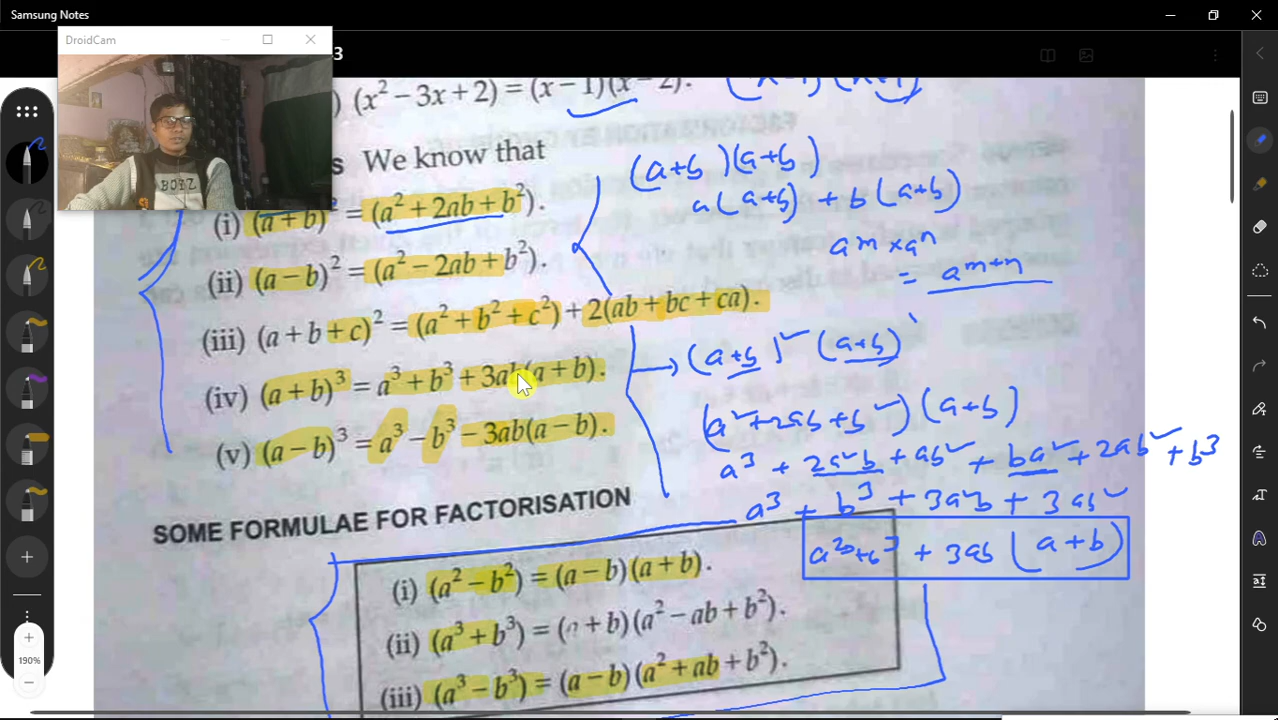 Samsung Notes
DroidCam
3
) (x² − 3x + 2) = (x − 1)(x − 2).
s We know that
(i) (a + b)² = (a² + 2ab + b²).
(ii) (a − b)² = (a² − 2ab + b²).
(iii) (a + b + c)² = (a² + b² + c²) + 2(ab + bc + ca).
(iv) (a + b)³ = a³ + b³ + 3ab(a + b).
(v) (a − b)³ = a³ − b³ − 3ab(a − b).
SOME FORMULAE FOR FACTORISATION
(i) (a² − b²) = (a − b)(a + b).
(ii) (a³ + b³) = (a + b)(a² − ab + b²).
(iii) (a³ − b³) = (a − b)(a² + ab + b²).
(a+b)(a+b)
a(a+b) + b(a+b)
aᵐ × aⁿ
= aᵐ⁺ⁿ
→ (a+b)² (a+b)'
(a²+2ab+b²)(a+b)
a³ + 2a²b + ab² + ba² + 2ab² + b³
a³ + b³ + 3a²b + 3ab²
+ 3ab (a+b)
BOYZ
190%